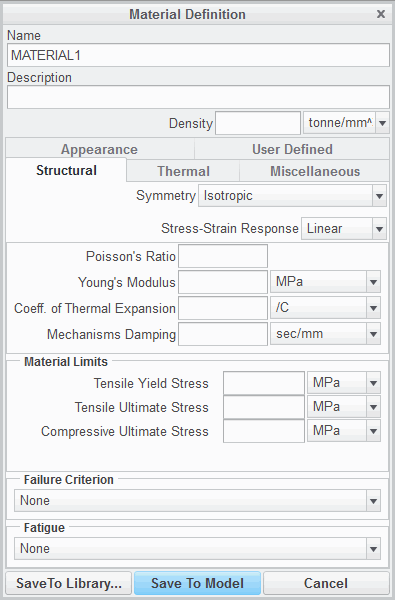 Material Definition
Name
MATERIAL1
Description
Density tonne/mm^
Appearance User Defined
Structural Thermal Miscellaneous
Symmetry Isotropic
Stress-Strain Response Linear
Poisson's Ratio
Young's Modulus MPa
Coeff. of Thermal Expansion /C
Mechanisms Damping sec/mm
Material Limits
Tensile Yield Stress MPa
Tensile Ultimate Stress MPa
Compressive Ultimate Stress MPa
Failure Criterion
None
Fatigue
None
SaveTo Library... Save To Model Cancel